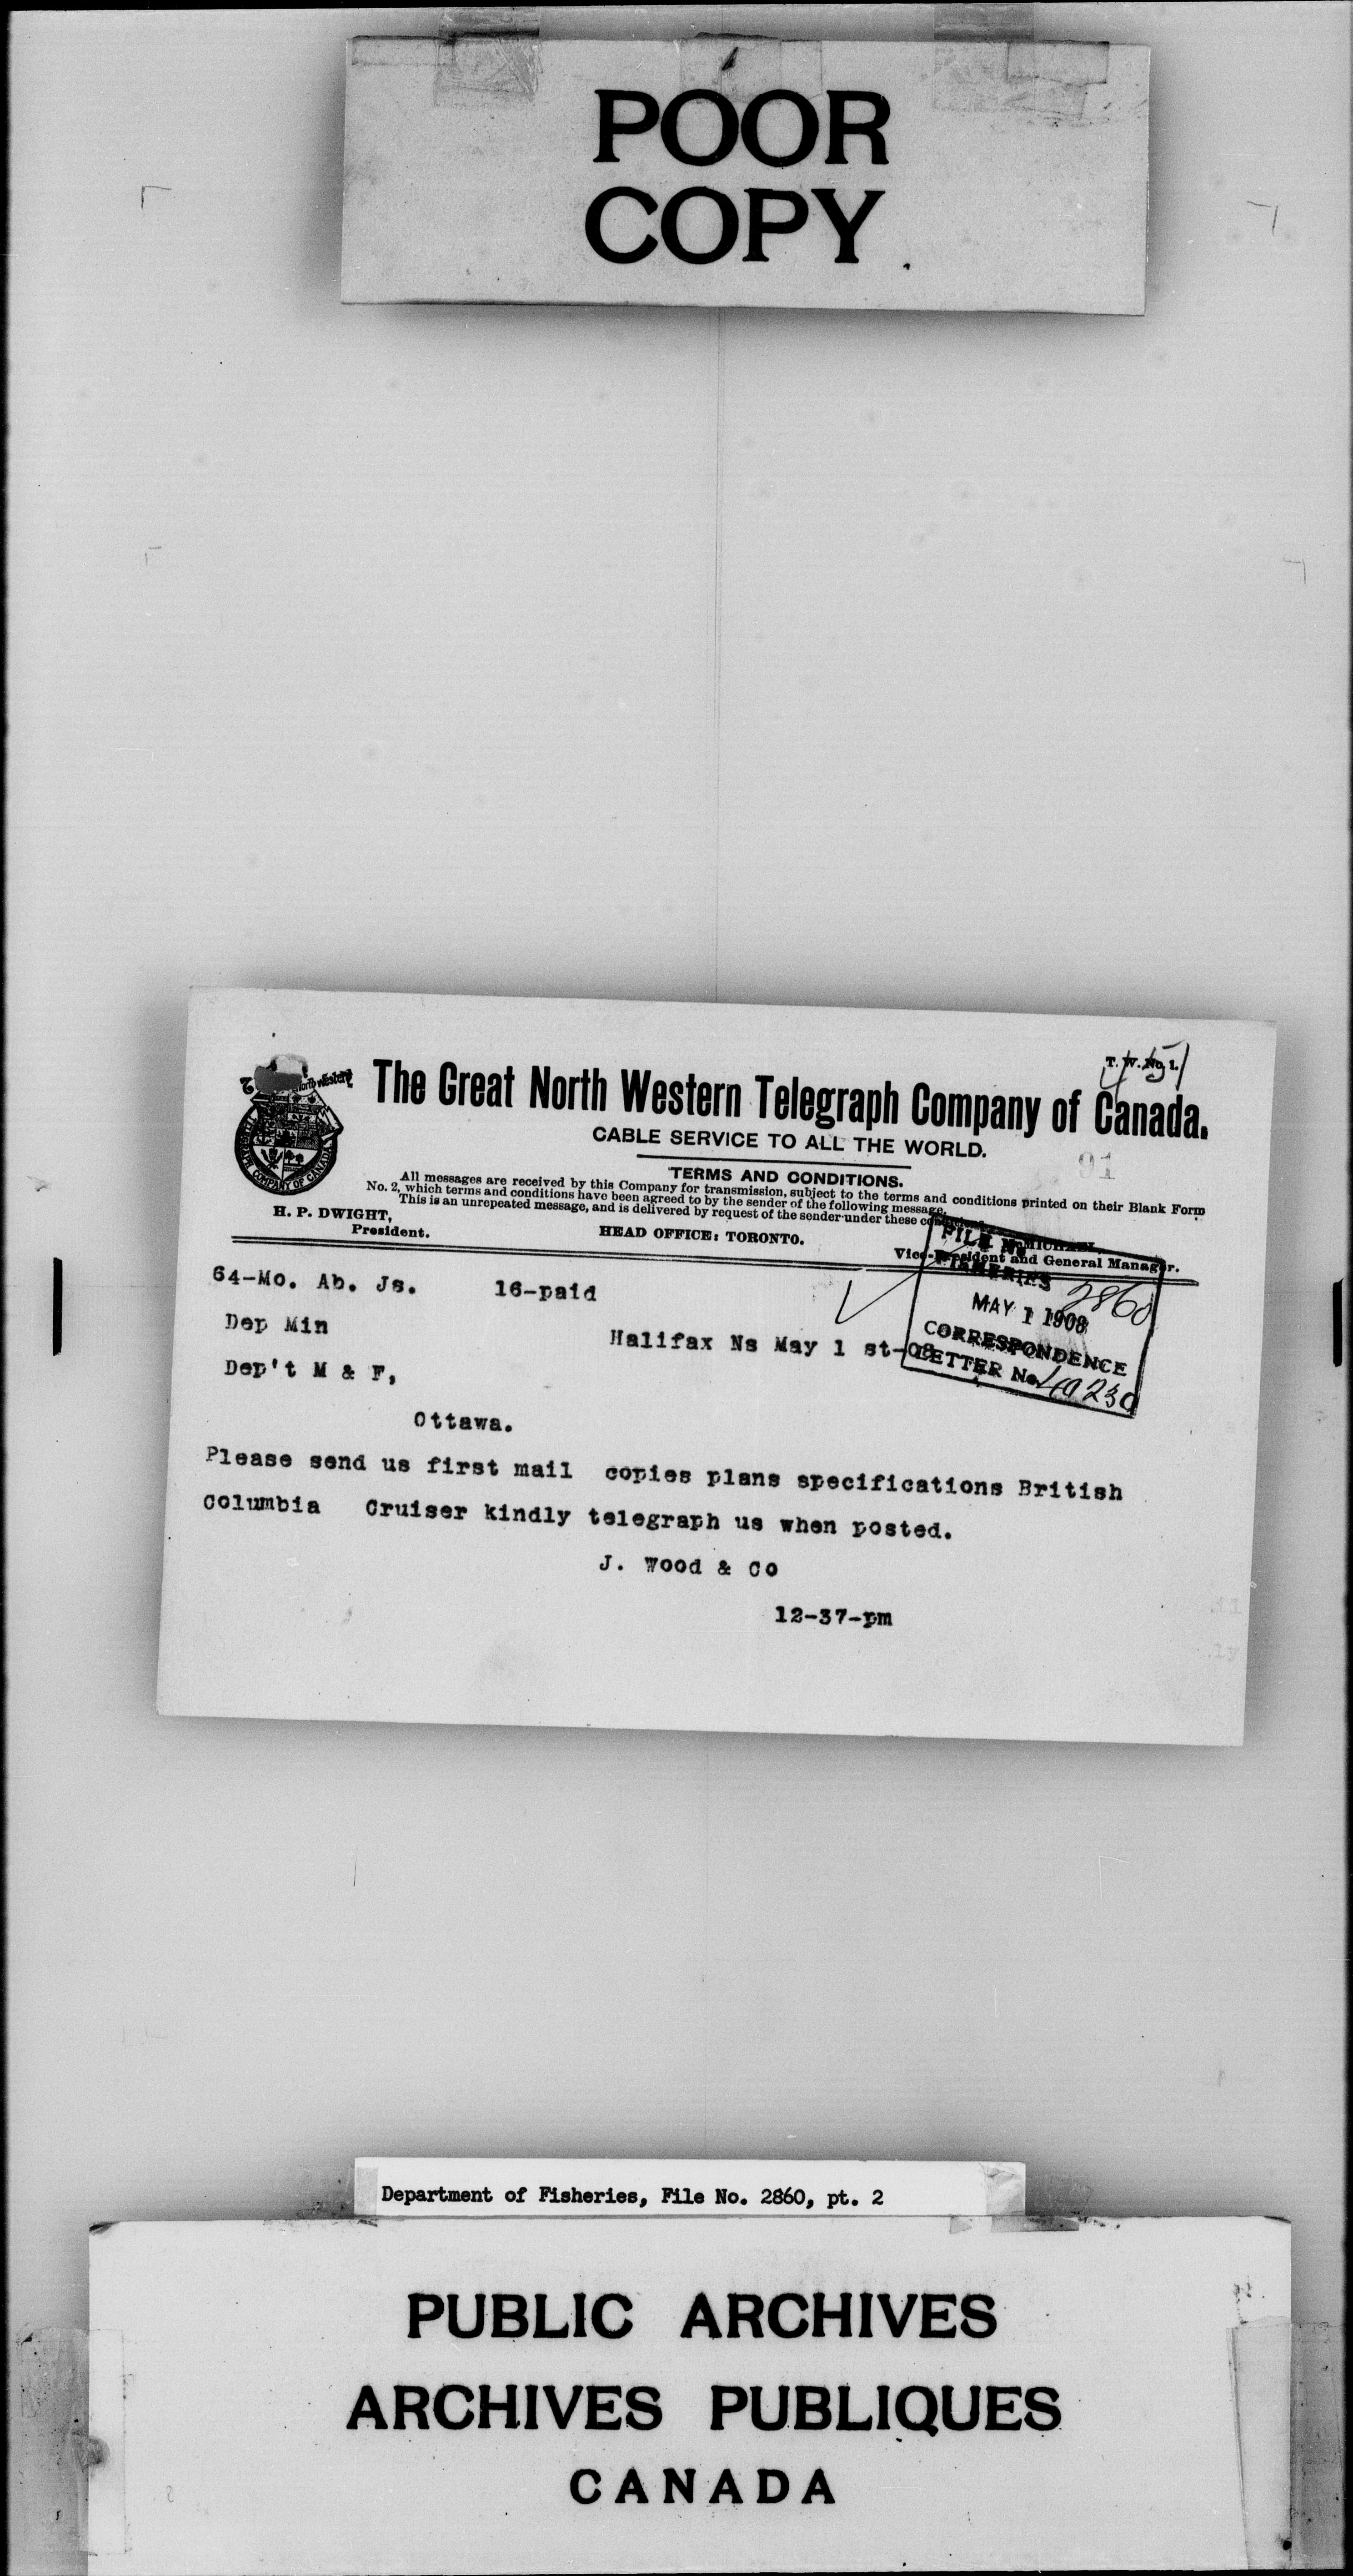 POOR
COPY
T. W. No 1.
The Great North Western Telegraph Company of Canada.
CABLE SERVICE TO ALL THE WORLD.
91
TERMS AND CONDITIONS.
All messages are received by this Company for transmission, subject to the terms and conditions printed on their Blank Form
No. 2, which terms and conditions have been agreed to by the sender of the following message.
This is an unrepeated message, and is delivered by request of the sender under these conditions.
H. P. DWIGHT,
President.
HEAD OFFICE: TORONTO.
Vice-President and General Manager.
FILE No
FISHERIES 2860
MAY 1 1908
CORRESPONDENCE
LETTER No.
64-Mo. Ab. Js. 16-paid
Dep Min
Halifax Ns May 1 st-08
Dep't M & F,
Ottawa.
Please send us first mail copies plans specifications British
Columbia Cruiser kindly telegraph us when posted.
J. Wood & Co
12-37-pm
Department of Fisheries, File No. 2860, pt. 2
PUBLIC ARCHIVES
ARCHIVES PUBLIQUES
CANADA